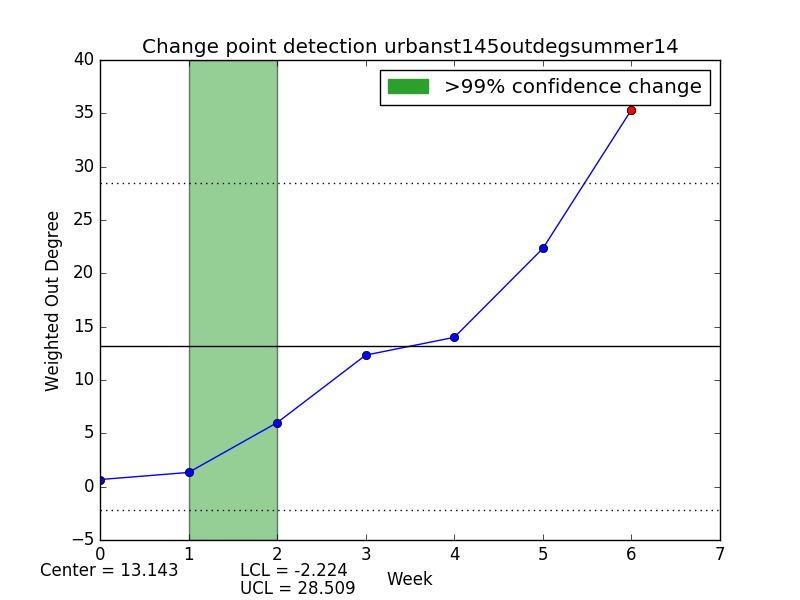 Change point detection urbanst145outdegsummer14
>99% confidence change
Weighted Out Degree
40
35
30
25
20
15
10
5
0
−5
0 1 2 3 4 5 6 7
Week
Center = 13.143
LCL = -2.224
UCL = 28.509